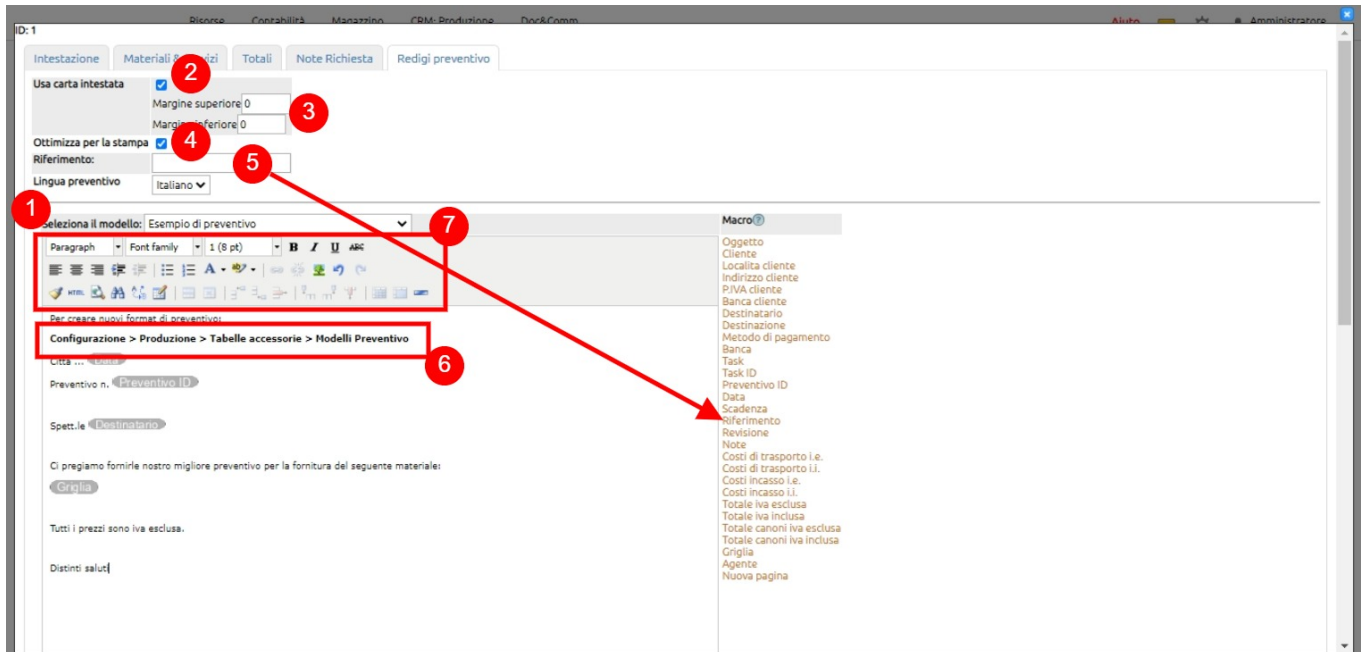 Risorse Contabilità Magazzino CRM: Produzione Doc&Comm Aiuto Amministratore
ID: 1
Intestazione Materiali & Totali Note Richiesta Redigi preventivo
2
Usa carta intestata
Margine superiore 0
3
Margine inferiore 0
Ottimizza per la stampa
4
Riferimento:
5
Lingua preventivo Italiano
1
Seleziona il modello: Esempio di preventivo
7
Macro
Paragraph Font family 1 (8 pt) B I U ABC
A
HTML
Per creare nuovi format di preventivo:
Configurazione > Produzione > Tabelle accessorie > Modelli Preventivo
6
Città ... Data
Preventivo n. Preventivo ID
Spett.le Destinatario
Ci pregiamo fornirle nostro migliore preventivo per la fornitura del seguente materiale:
Griglia
Tutti i prezzi sono iva esclusa.
Distinti saluti
Oggetto
Cliente
Localita cliente
Indirizzo cliente
P.IVA cliente
Banca cliente
Destinatario
Destinazione
Metodo di pagamento
Banca
Task
Task ID
Preventivo ID
Data
Scadenza
Riferimento
Revisione
Note
Costi di trasporto i.e.
Costi di trasporto i.i.
Costi incasso i.e.
Costi incasso i.i.
Totale iva esclusa
Totale iva inclusa
Totale canoni iva esclusa
Totale canoni iva inclusa
Griglia
Agente
Nuova pagina